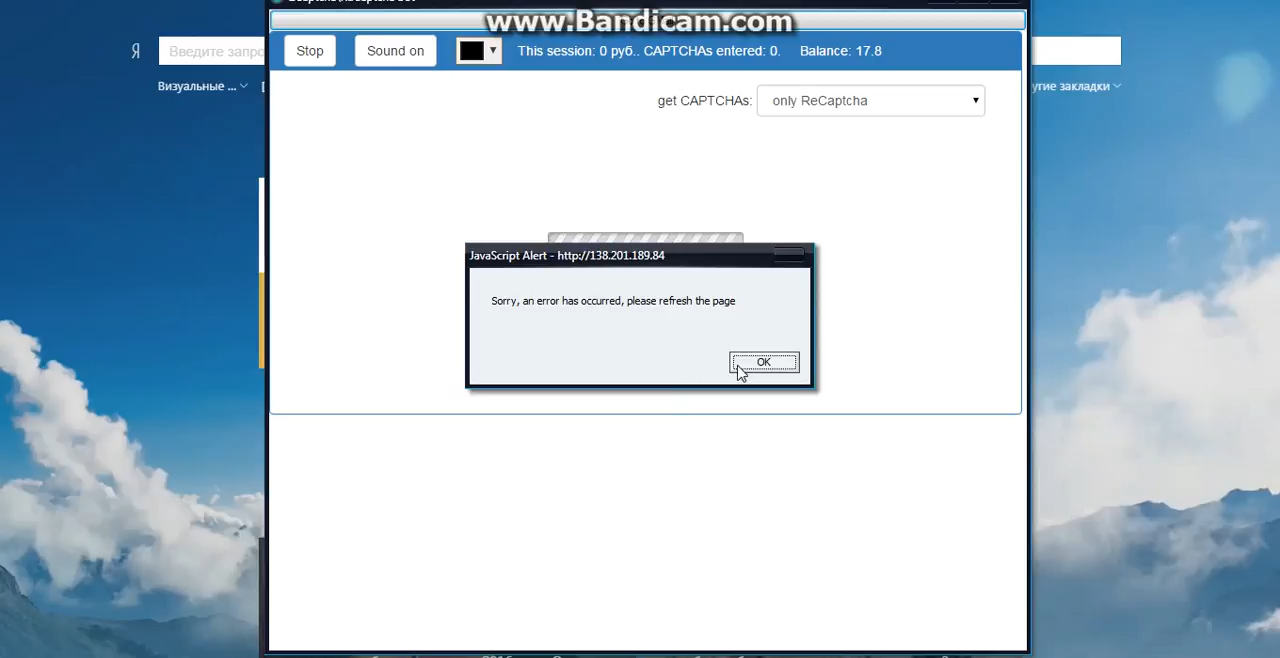 www.Bandicam.com
Я
Введите запро
Stop
Sound on
This session: 0 руб.. CAPTCHAs entered: 0.
Balance: 17.8
Визуальные ...
угие закладки
get CAPTCHAs:
only ReCaptcha
JavaScript Alert - http://138.201.189.84
Sorry, an error has occurred, please refresh the page
OK